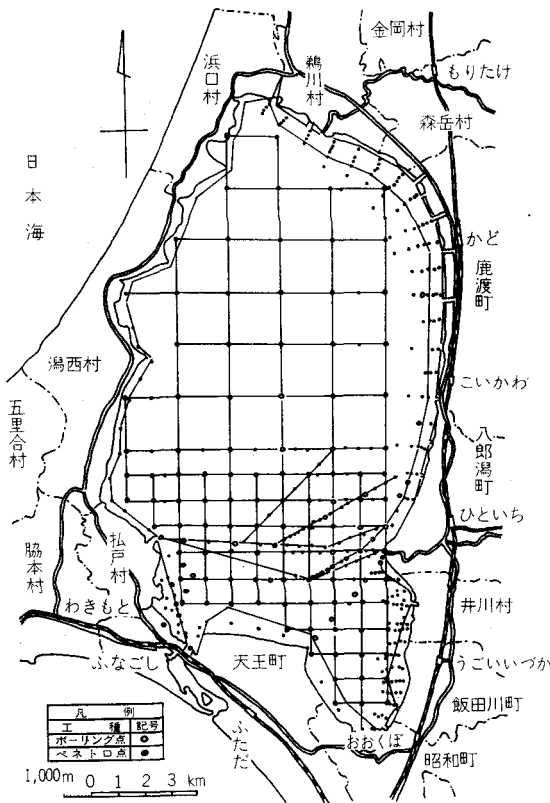 金岡村
もりたけ
浜口村
鵜川村
森岳村
日本海
かど
鹿渡町
潟西村
こいかわ
五里合村
八郎潟町
ひといち
払戸村
脇本村
わきもと
井川村
ふなごし
天王町
うごいいづか
飯田川町
ふただ
おおくぼ
昭和町
凡 例
工 種 記号
ボーリング点
ペネトロ点
1,000m 0 1 2 3 km